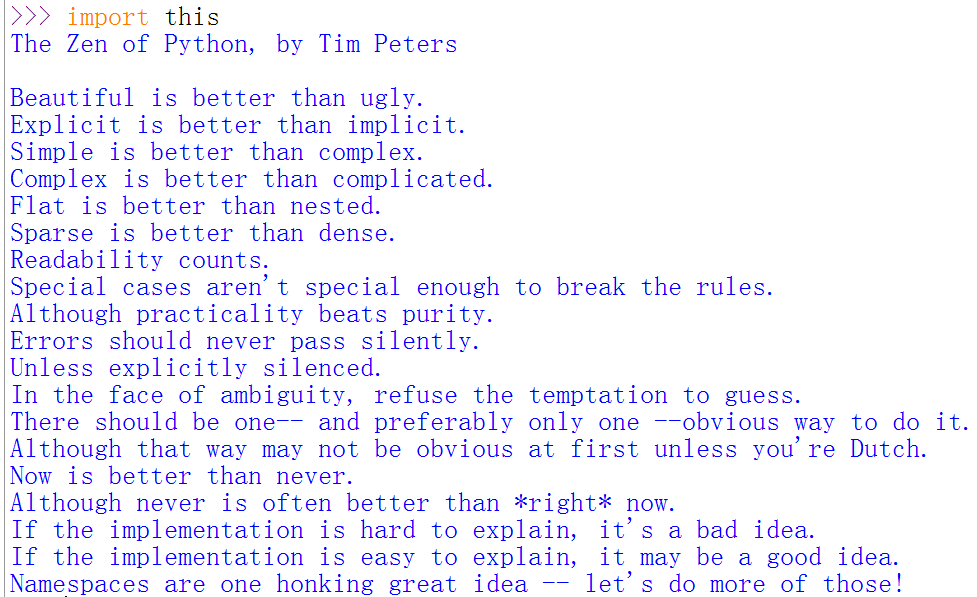 >>> import this
The Zen of Python, by Tim Peters

Beautiful is better than ugly.
Explicit is better than implicit.
Simple is better than complex.
Complex is better than complicated.
Flat is better than nested.
Sparse is better than dense.
Readability counts.
Special cases aren't special enough to break the rules.
Although practicality beats purity.
Errors should never pass silently.
Unless explicitly silenced.
In the face of ambiguity, refuse the temptation to guess.
There should be one-- and preferably only one --obvious way to do it.
Although that way may not be obvious at first unless you're Dutch.
Now is better than never.
Although never is often better than *right* now.
If the implementation is hard to explain, it's a bad idea.
If the implementation is easy to explain, it may be a good idea.
Namespaces are one honking great idea -- let's do more of those!